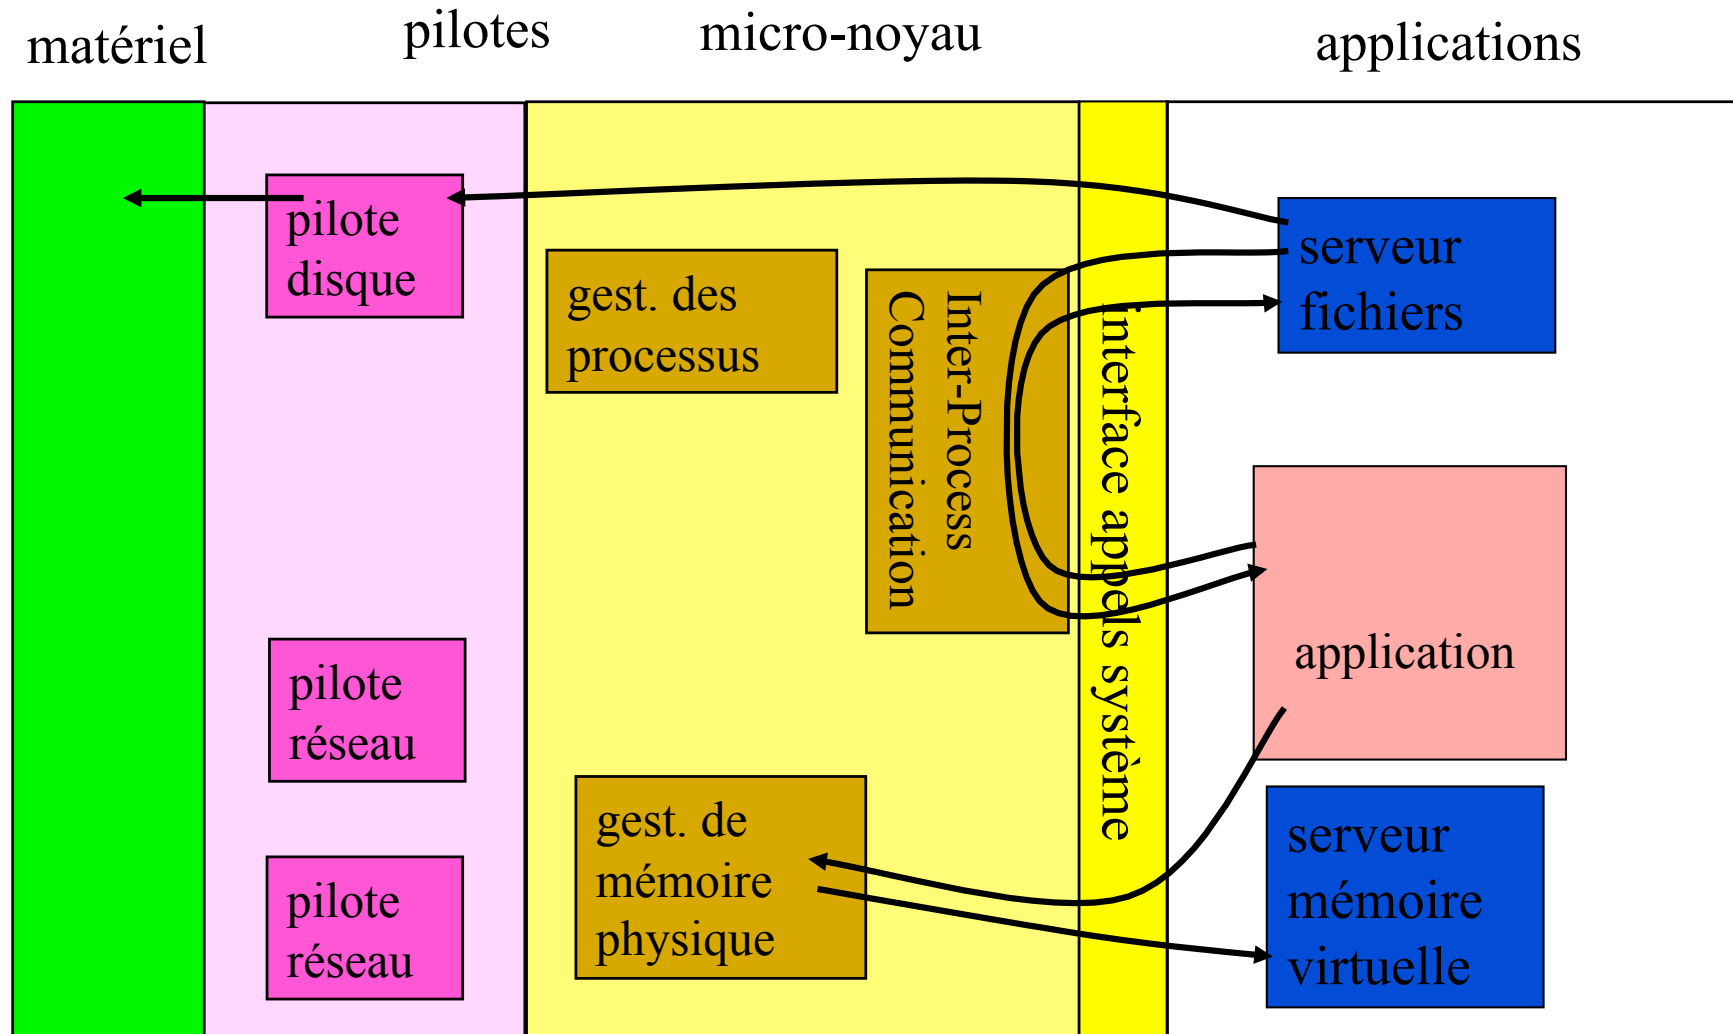 matériel
pilotes
micro-noyau
applications
pilote
disque
gest. des
processus
Inter-Process
Communication
interface appels système
serveur
fichiers
application
pilote
réseau
gest. de
mémoire
physique
serveur
mémoire
virtuelle
pilote
réseau